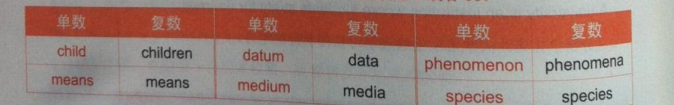 单数 复数 单数 复数 单数 复数
child children datum data phenomenon phenomena
means means medium media species species